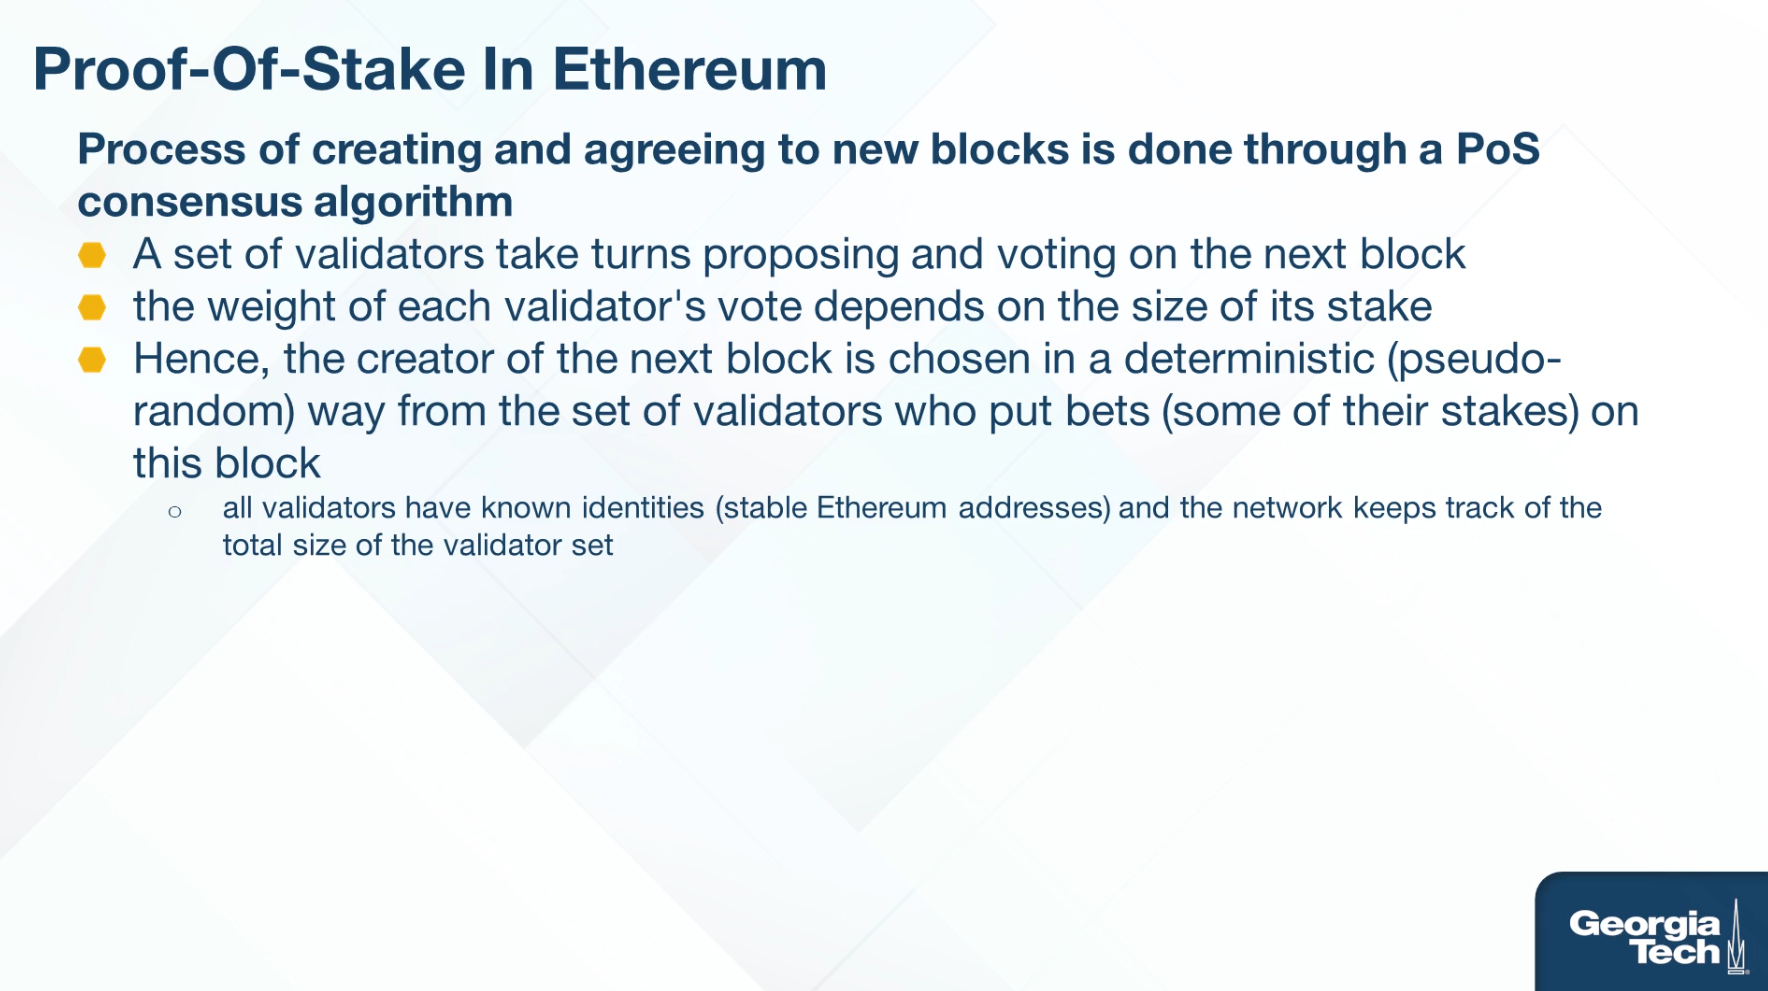 Proof-Of-Stake In Ethereum
Process of creating and agreeing to new blocks is done through a PoS
consensus algorithm
A set of validators take turns proposing and voting on the next block
the weight of each validator's vote depends on the size of its stake
Hence, the creator of the next block is chosen in a deterministic (pseudo-
random) way from the set of validators who put bets (some of their stakes) on
this block
all validators have known identities (stable Ethereum addresses) and the network keeps track of the
total size of the validator set
Georgia
Tech